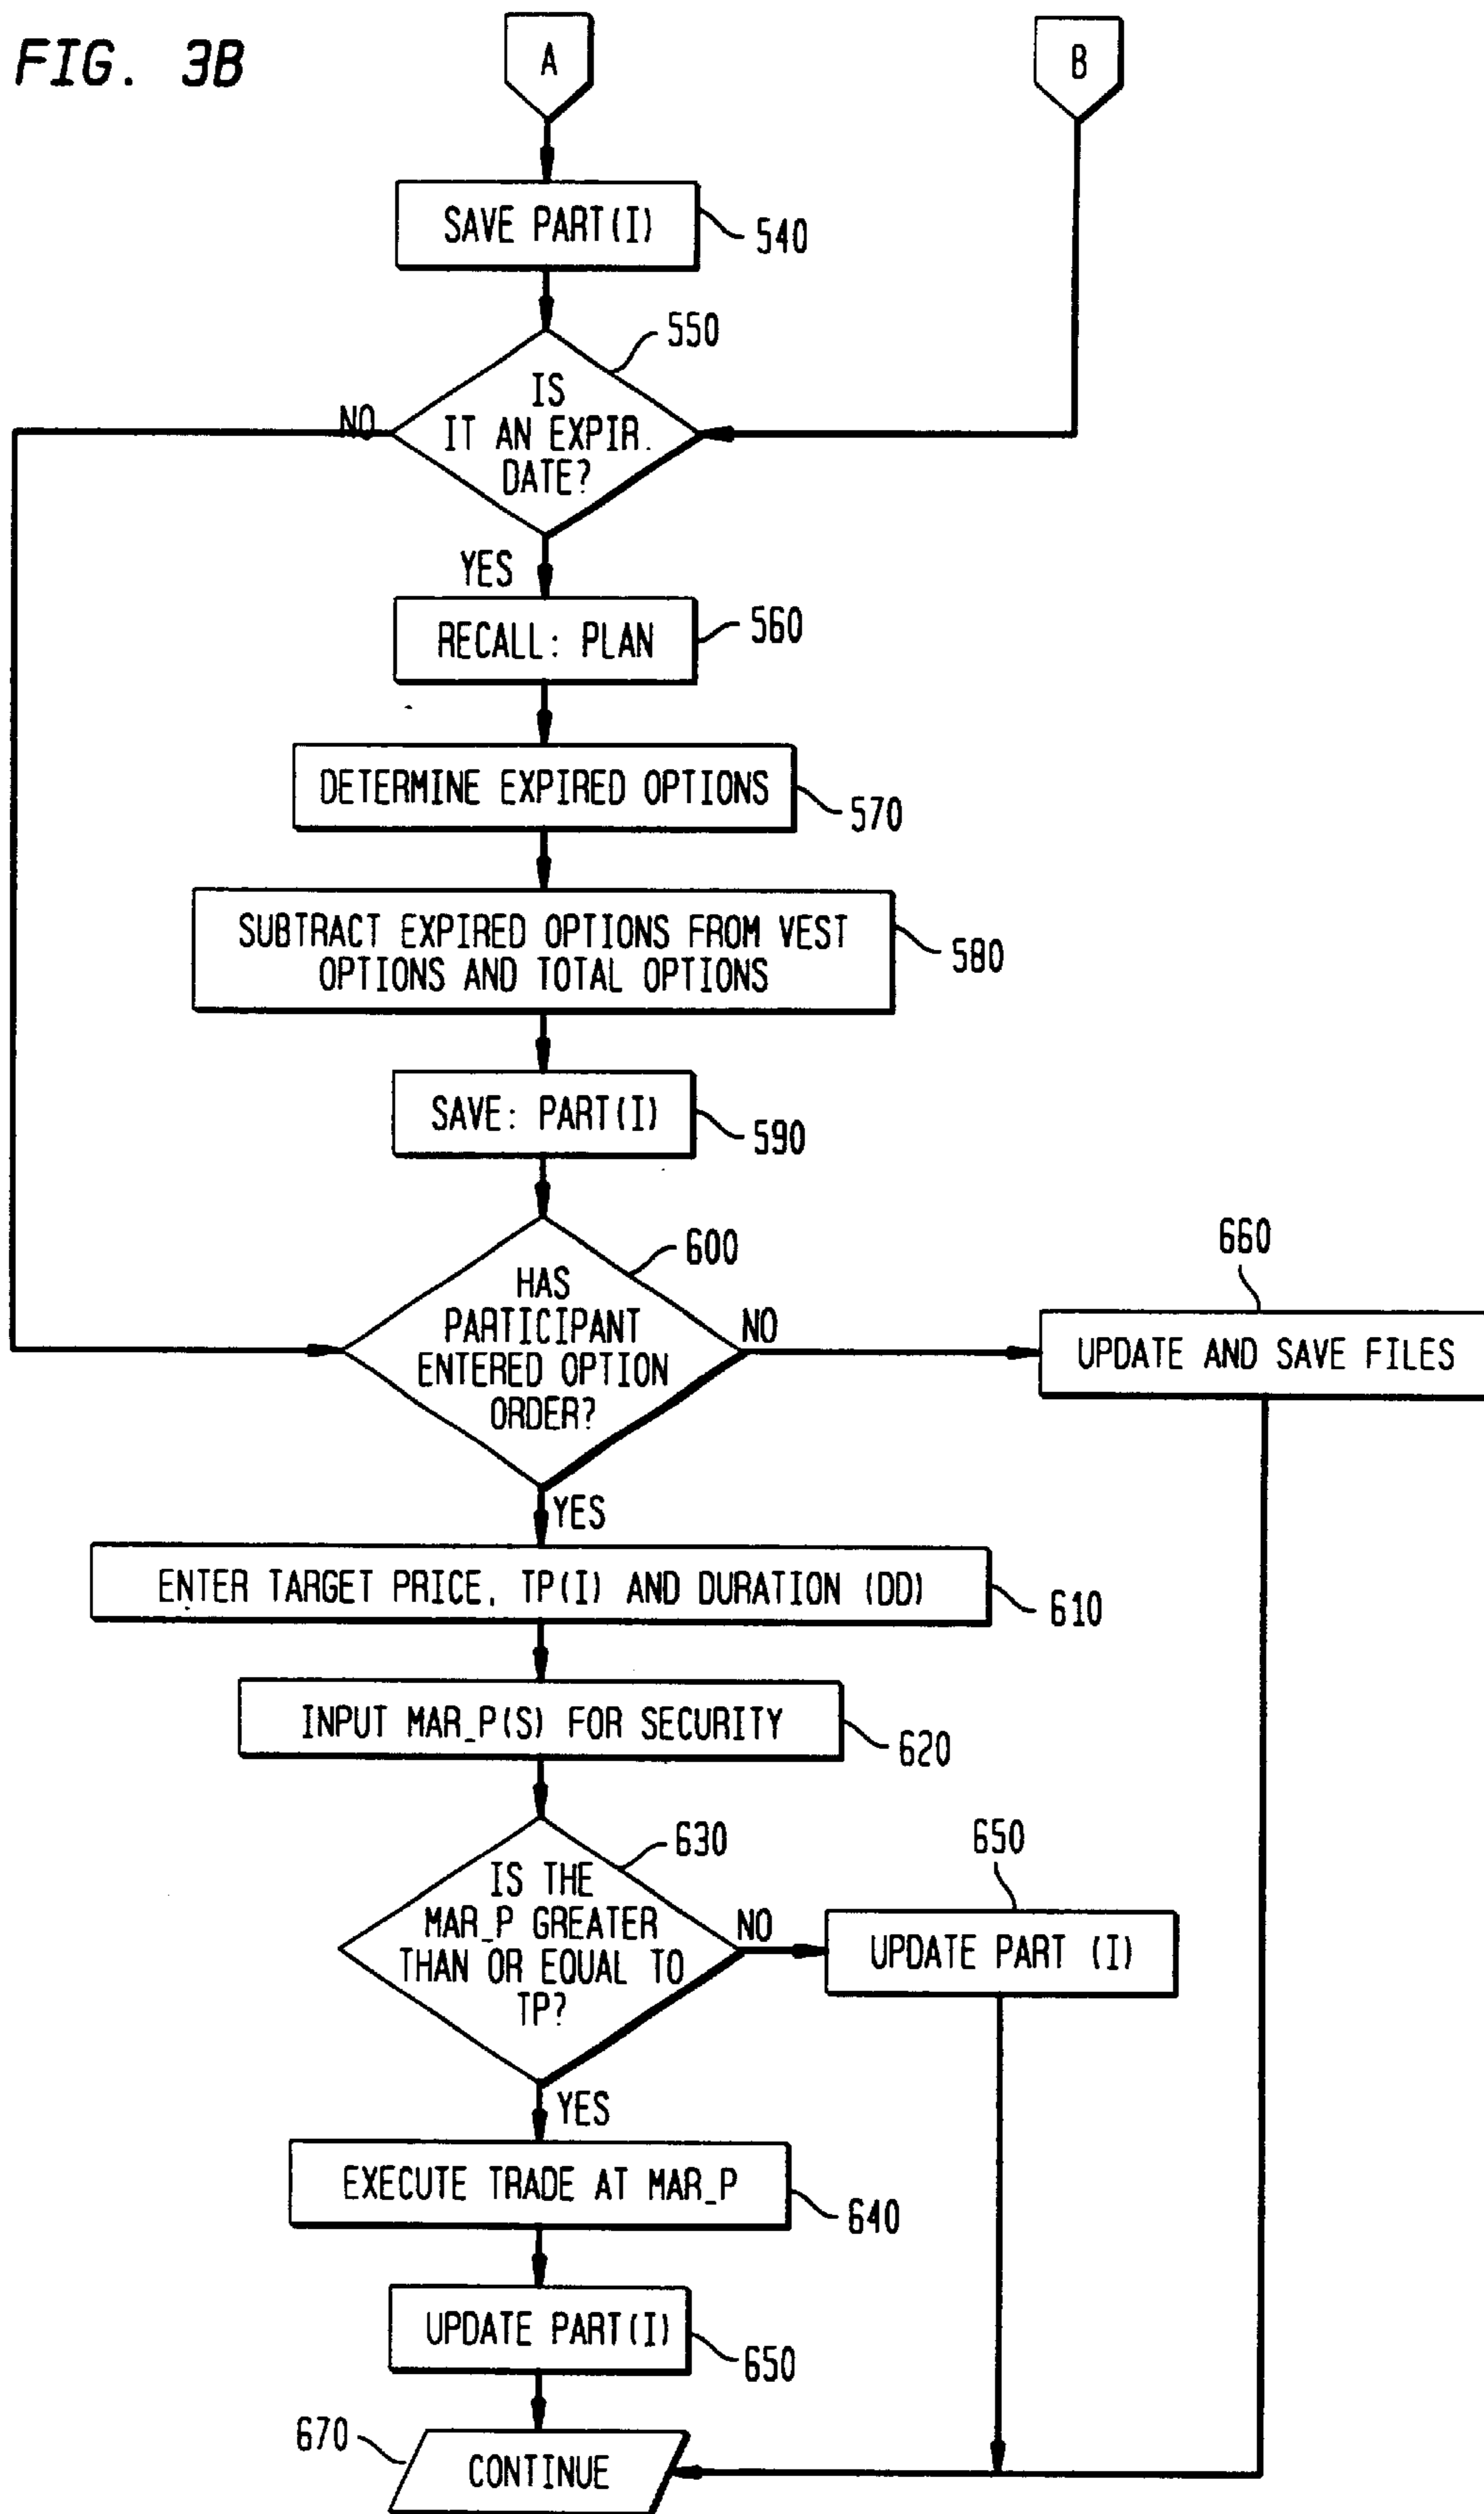 FIG. 3B
A
B
SAVE PART(I)
540
550
IS
IT AN EXPIR.
DATE?
NO
YES
RECALL: PLAN
560
DETERMINE EXPIRED OPTIONS
570
SUBTRACT EXPIRED OPTIONS FROM VEST
OPTIONS AND TOTAL OPTIONS
580
SAVE: PART(I)
590
600
HAS
PARTICIPANT
ENTERED OPTION
ORDER?
NO
660
UPDATE AND SAVE FILES
YES
ENTER TARGET PRICE, TP(I) AND DURATION (DD)
610
INPUT MAR_P(S) FOR SECURITY
620
630
IS THE
MAR_P GREATER
THAN OR EQUAL TO
TP?
NO
650
UPDATE PART (I)
YES
EXECUTE TRADE AT MAR_P
640
UPDATE PART(I)
650
670
CONTINUE